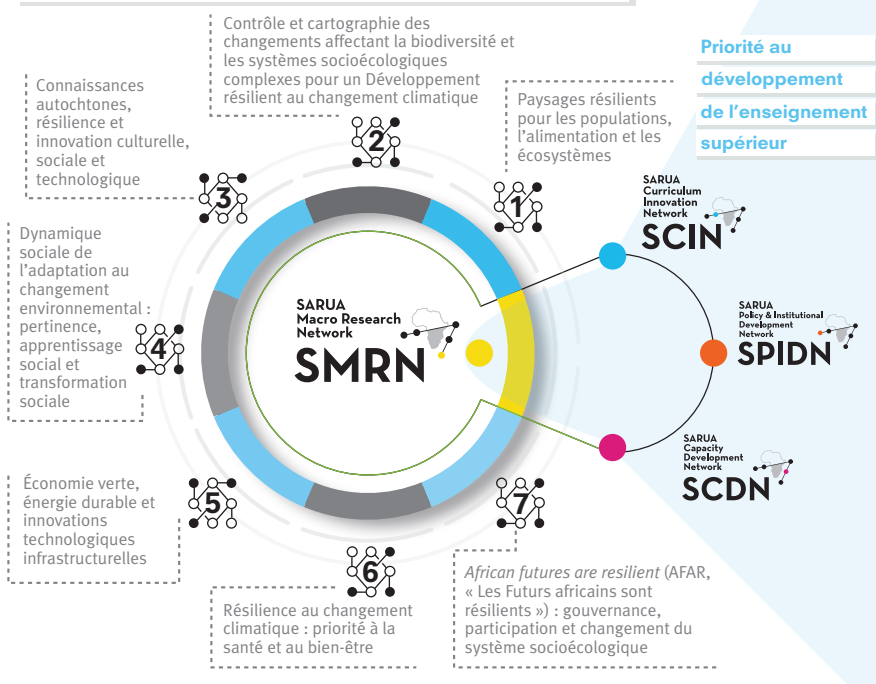 Contrôle et cartographie des
changements affectant la biodiversité et
les systèmes socioécologiques
complexes pour un Développement
résilient au changement climatique
2
Connaissances
autochtones,
résilience et
innovation culturelle,
sociale et
technologique
3
Paysages résilients
pour les populations,
l'alimentation et les
écosystèmes
1
Priorité au
développement
de l'enseignement
supérieur
SARUA
Curriculum
Innovation
Network
SCIN
Dynamique
sociale de
l'adaptation au
changement
environnemental :
pertinence,
apprentissage
social et
transformation
sociale
4
SARUA
Macro Research
Network
SMRN
SARUA
Policy & Institutional
Development
Network
SPIDN
SARUA
Capacity
Development
Network
SCDN
Économie verte,
énergie durable et
innovations
technologiques
infrastructurelles
5
6
Résilience au changement
climatique : priorité à la
santé et au bien-être
7
African futures are resilient (AFAR,
« Les Futurs africains sont
résilients ») : gouvernance,
participation et changement du
système socioécologique